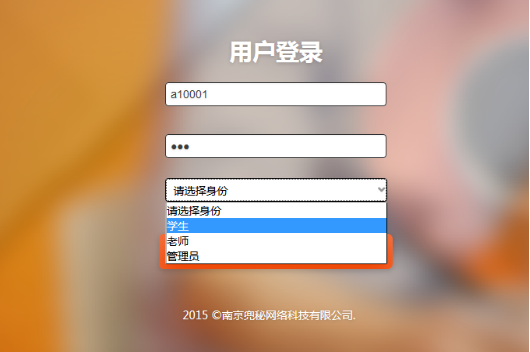 用户登录
a10001
●●●
请选择身份
请选择身份
学生
老师
管理员
2015 ©南京兜秘网络科技有限公司.